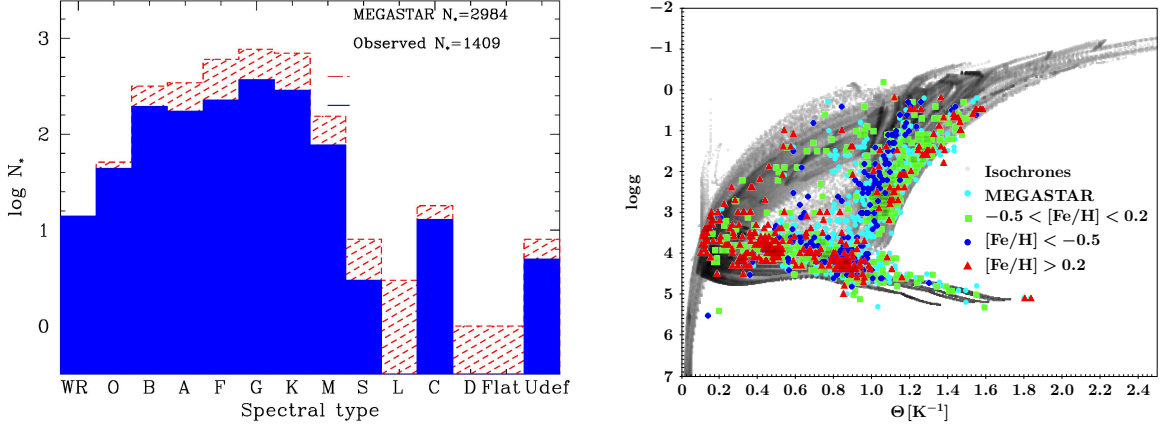 MEGASTAR N*=2984
Observed N*=1409
3
2
1
0
log N*
WR O B A F G K M S L C D Flat Udef
Spectral type
−2
−1
0
1
2
3
4
5
6
7
logg
Isochrones
MEGASTAR
−0.5 < [Fe/H] < 0.2
[Fe/H] < −0.5
[Fe/H] > 0.2
0 0.2 0.4 0.6 0.8 1.0 1.2 1.4 1.6 1.8 2.0 2.2 2.4
Θ [K⁻¹]